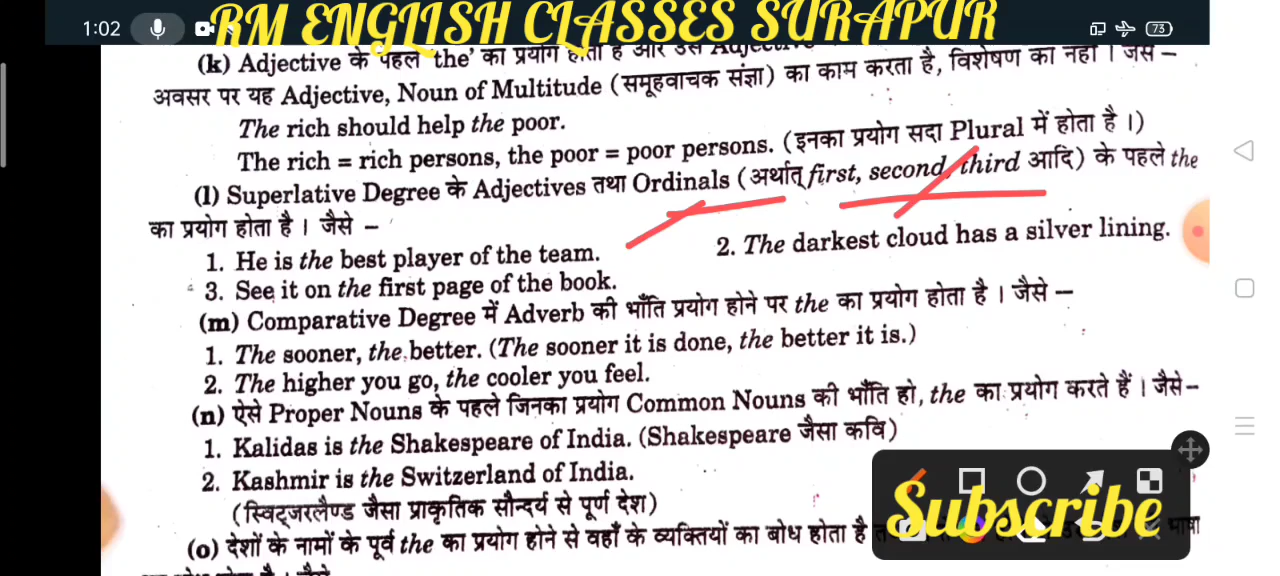 1:02
73
RM ENGLISH CLASSES SURAPUR
(k) Adjective के पहले 'the' का प्रयोग होता है और उस Adjective
अवसर पर यह Adjective, Noun of Multitude (समूहवाचक संज्ञा) का काम करता है, विशेषण का नहीं । जैसे –
The rich should help the poor.
The rich = rich persons, the poor = poor persons. (इनका प्रयोग सदा Plural में होता है ।)
(l) Superlative Degree के Adjectives तथा Ordinals (अर्थात् first, second, third आदि) के पहले the
का प्रयोग होता है । जैसे –
1. He is the best player of the team. 2. The darkest cloud has a silver lining.
3. See it on the first page of the book.
(m) Comparative Degree में Adverb की भाँति प्रयोग होने पर the का प्रयोग होता है । जैसे –
1. The sooner, the better. (The sooner it is done, the better it is.)
2. The higher you go, the cooler you feel.
(n) ऐसे Proper Nouns के पहले जिनका प्रयोग Common Nouns की भाँति हो, the का प्रयोग करते हैं । जैसे–
1. Kalidas is the Shakespeare of India. (Shakespeare जैसा कवि)
2. Kashmir is the Switzerland of India.
(स्विट्जरलैण्ड जैसा प्राकृतिक सौन्दर्य से पूर्ण देश)
Subscribe
(o) देशों के नामों के पूर्व the का प्रयोग होने से वहाँ के व्यक्तियों का बोध होता है भाषा